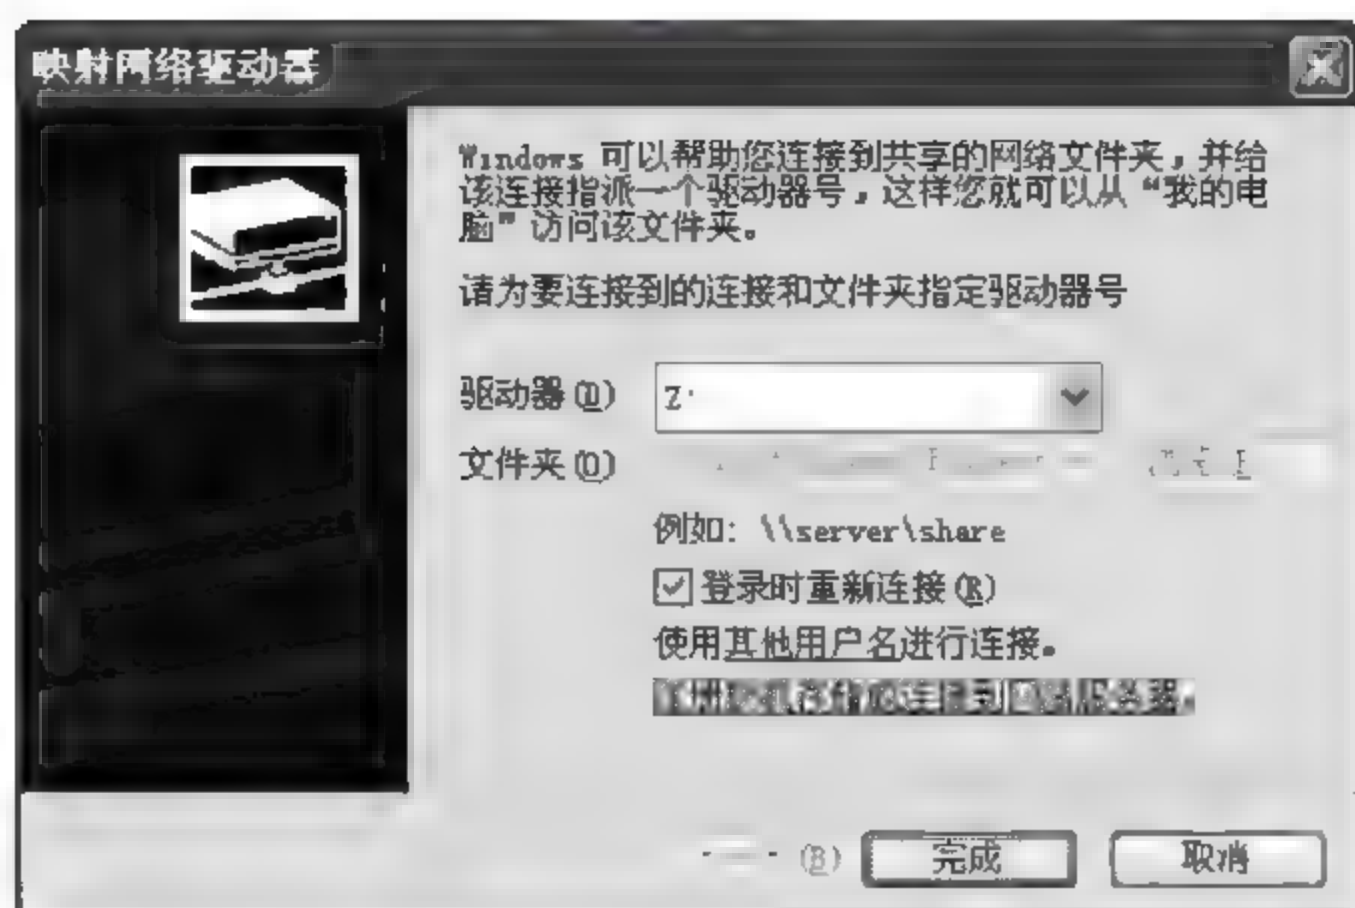 映射网络驱动器
Windows 可以帮助您连接到共享的网络文件夹，并给
该连接指派一个驱动器号，这样您就可以从“我的电
脑”访问该文件夹。
请为要连接到的连接和文件夹指定驱动器号
驱动器(D)
Z:
文件夹(O)
例如: \\server\share
登录时重新连接(R)
使用其他用户名进行连接。
(B)
完成
取消